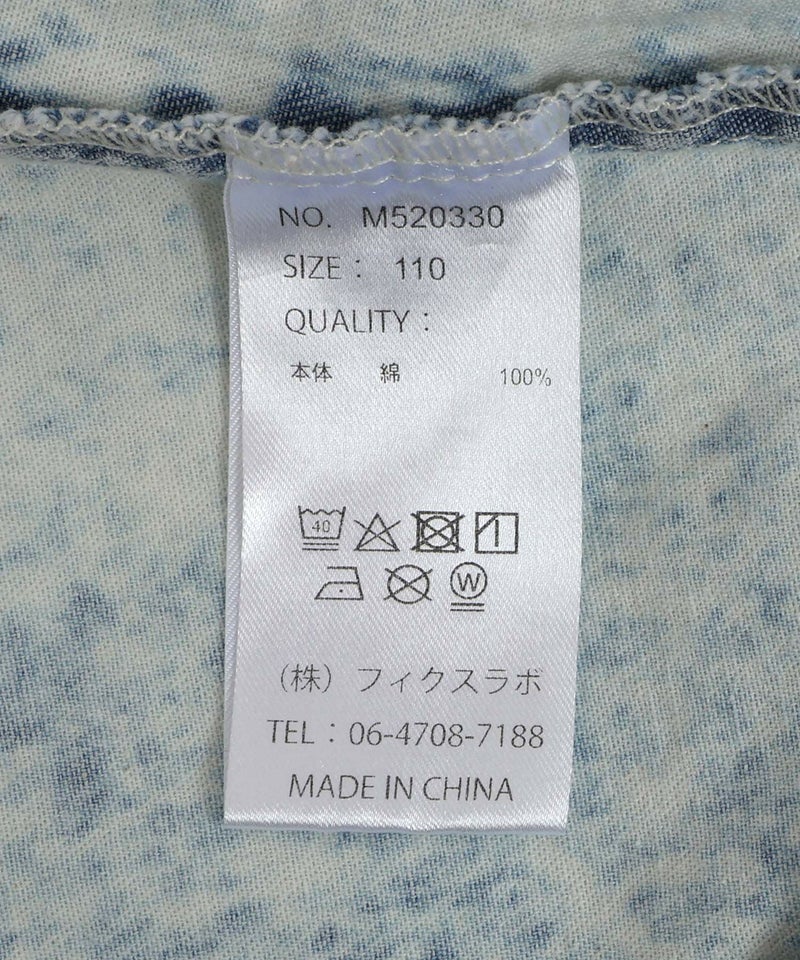 NO. M520330
SIZE： 110
QUALITY：
本体 綿 100%
40
W
（株）フィクスラボ
TEL：06-4708-7188
MADE IN CHINA